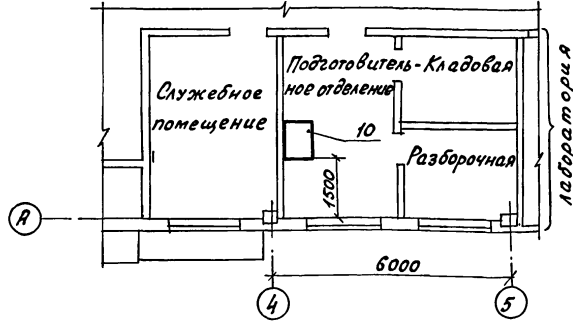 Служебное
помещение
Подготовитель-
ное отделение
Кладовая
10
Разборочная
1500
лаборатория
А
6000
4
5